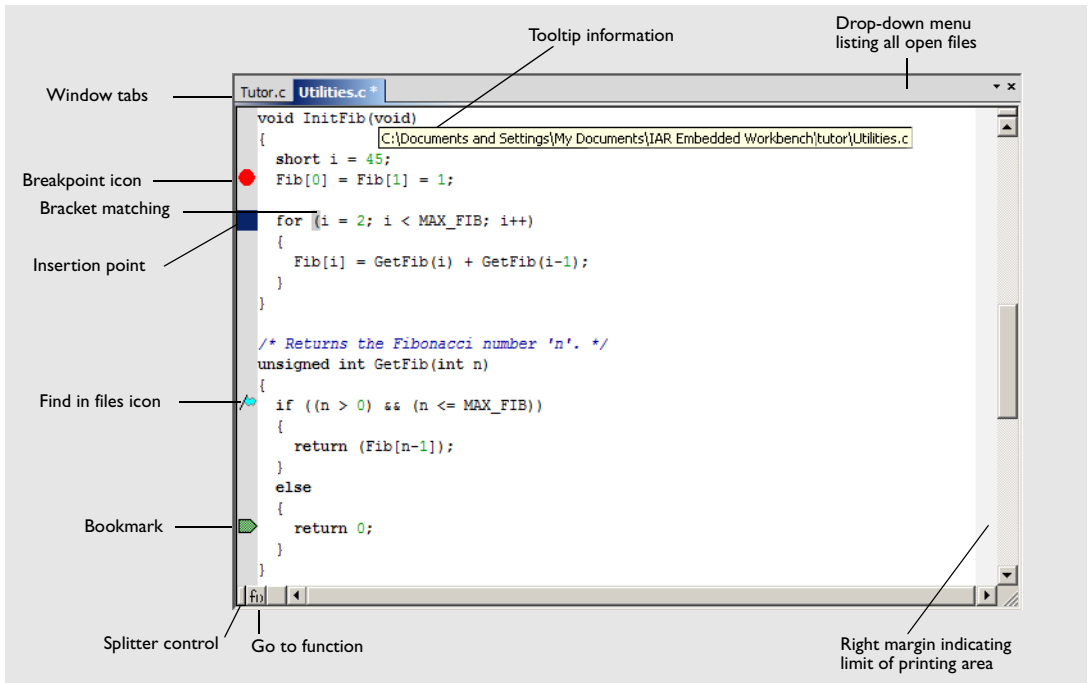 Tooltip information
Drop-down menu
listing all open files
Window tabs
Tutor.c Utilities.c *
void InitFib(void)
{
C:\Documents and Settings\My Documents\IAR Embedded Workbench\tutor\Utilities.c
short i = 45;
Breakpoint icon
Fib[0] = Fib[1] = 1;
Bracket matching
for (i = 2; i < MAX_FIB; i++)
{
Insertion point
Fib[i] = GetFib(i) + GetFib(i-1);
}
}
/* Returns the Fibonacci number 'n'. */
unsigned int GetFib(int n)
{
Find in files icon
if ((n > 0) && (n <= MAX_FIB))
{
return (Fib[n-1]);
}
else
{
Bookmark
return 0;
}
}
f()
Splitter control
Go to function
Right margin indicating
limit of printing area